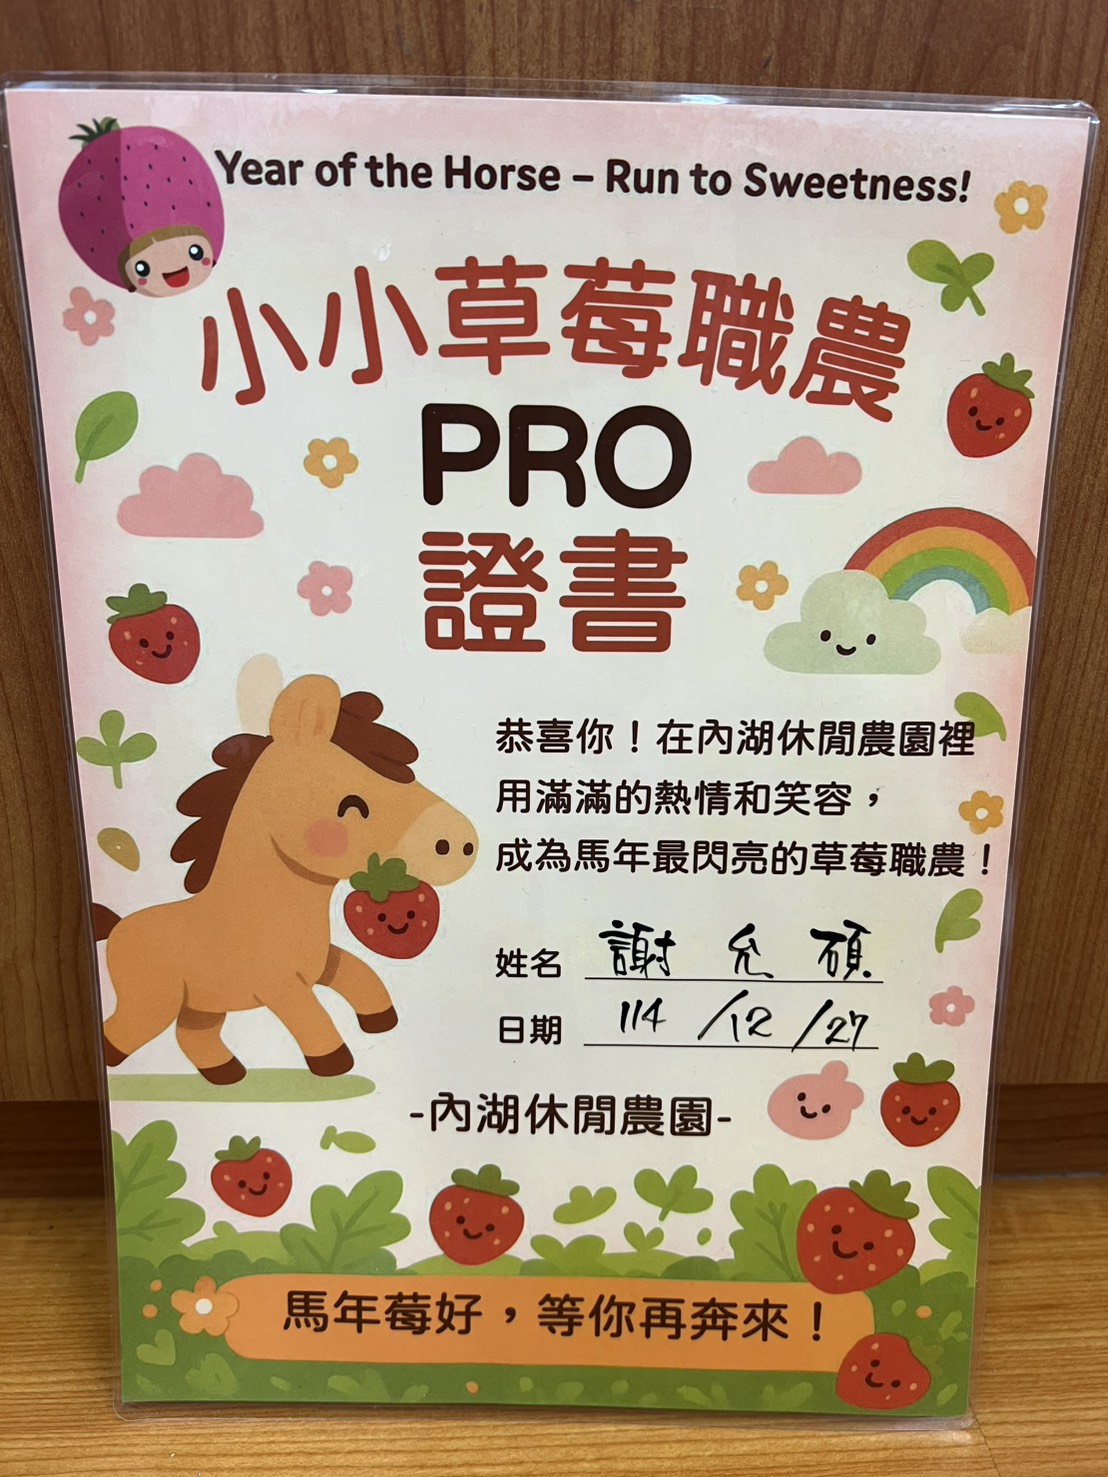 Year of the Horse – Run to Sweetness!
小小草莓職農
PRO
證書
恭喜你！在內湖休閒農園裡
用滿滿的熱情和笑容，
成為馬年最閃亮的草莓職農！
姓名 謝允碩
日期 114/12/27
-內湖休閒農園-
馬年莓好，等你再奔來！